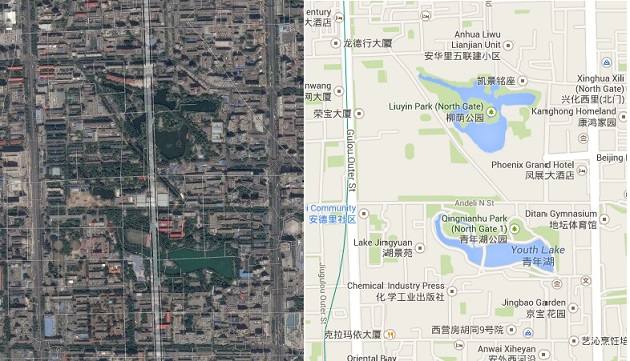 entury
大酒店
龙德行大厦
Anhua Liwu
Lianjian Unit
安华里五联建小区
凯景铭座
Xinghua Xili
(North Gate)
兴化西里(北门)
nwang
网大厦
荣宝大厦
Liuyin Park (North Gate)
柳荫公园
Kanghong Homeland
康鸿家园
Gulou Outer St
Phoenix Grand Hotel
凤展大酒店
Beijing
Andeli N St
i Community
安德里社区
Qingnianhu Park
(North Gate 1)
青年湖公园
Ditan Gymnasium
地坛体育馆
Lake Jingyuan
湖景苑
Youth Lake
青年湖
Jiugulou Outer St
Chemical Industry Press
化学工业出版社
Jingbao Garden
京宝花园
克拉玛依大厦
西营房胡同9号院
Anwai Xiheyan
安外西河沿
艺沁烹饪培
Oriental Bay